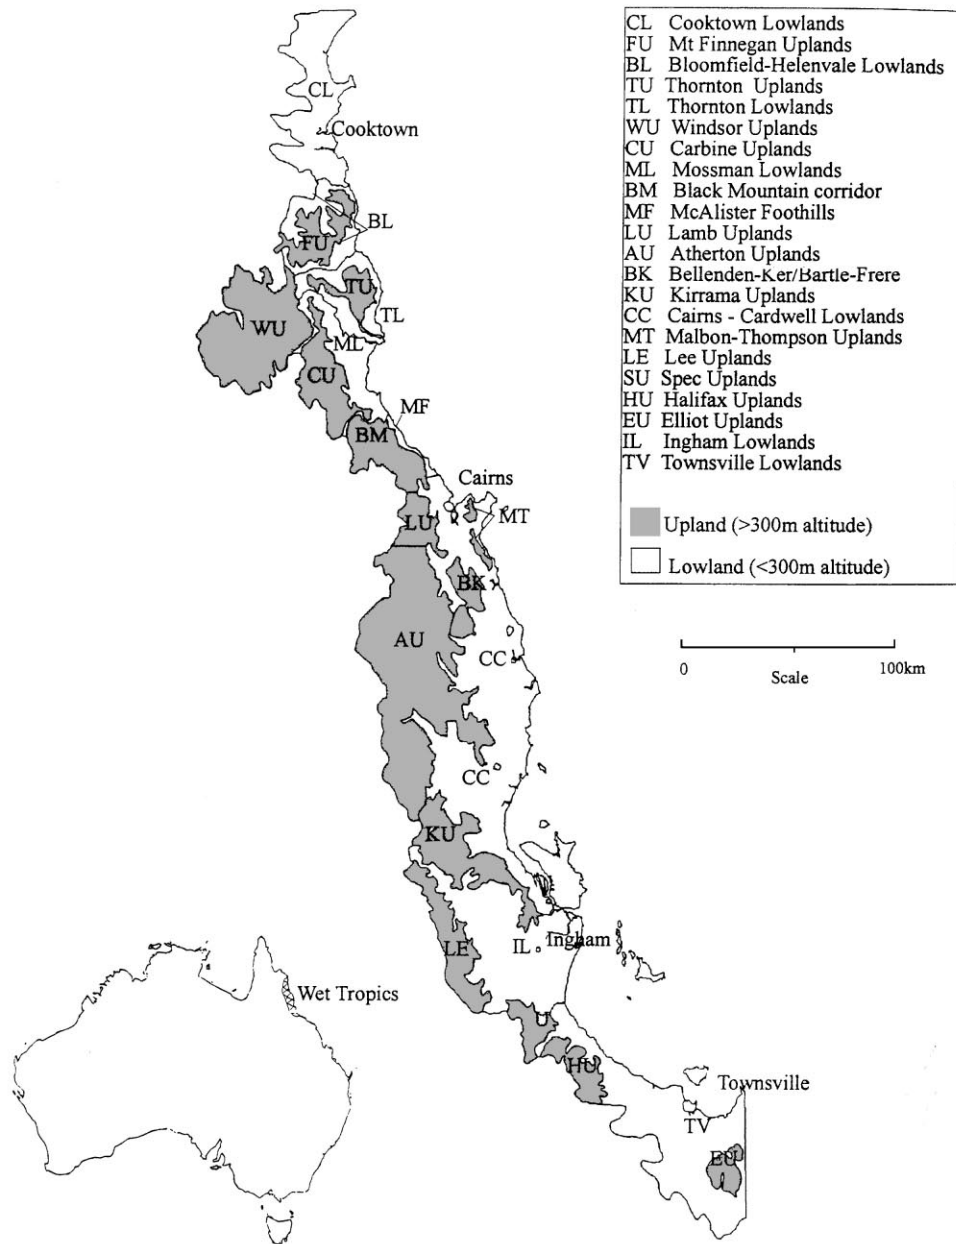 CL Cooktown Lowlands
FU Mt Finnegan Uplands
BL Bloomfield-Helenvale Lowlands
TU Thornton Uplands
TL Thornton Lowlands
WU Windsor Uplands
CU Carbine Uplands
ML Mossman Lowlands
BM Black Mountain corridor
MF McAlister Foothills
LU Lamb Uplands
AU Atherton Uplands
BK Bellenden-Ker/Bartle-Frere
KU Kirrama Uplands
CC Cairns - Cardwell Lowlands
MT Malbon-Thompson Uplands
LE Lee Uplands
SU Spec Uplands
HU Halifax Uplands
EU Elliot Uplands
IL Ingham Lowlands
TV Townsville Lowlands
Upland (>300m altitude)
Lowland (<300m altitude)
0 100km
Scale
CL
Cooktown
BL
FU
TU
TL
WU
ML
CU
MF
BM
Cairns
LU
MT
BK
AU
CC
CC
KU
LE
IL
Ingham
U
HU
Townsville
TV
EU
Wet Tropics